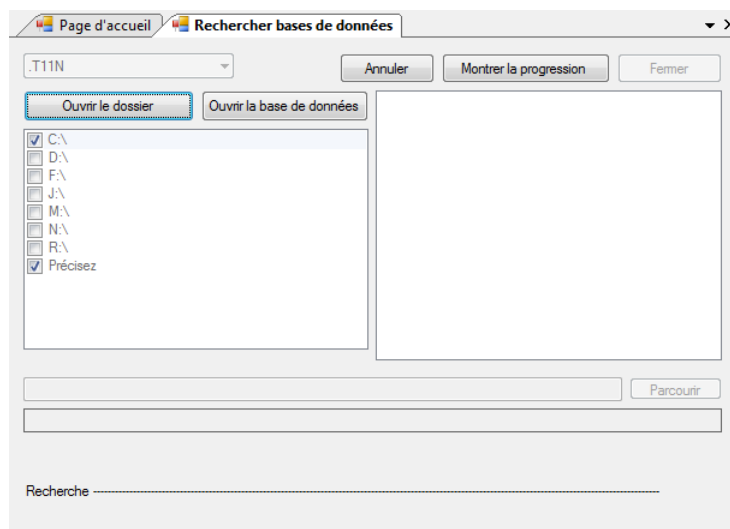 Page d'accueil Rechercher bases de données
.T11N Annuler Montrer la progression Fermer
Ouvrir le dossier Ouvrir la base de données
C:\
D:\
F:\
J:\
M:\
N:\
R:\
Précisez
Parcourir
Recherche